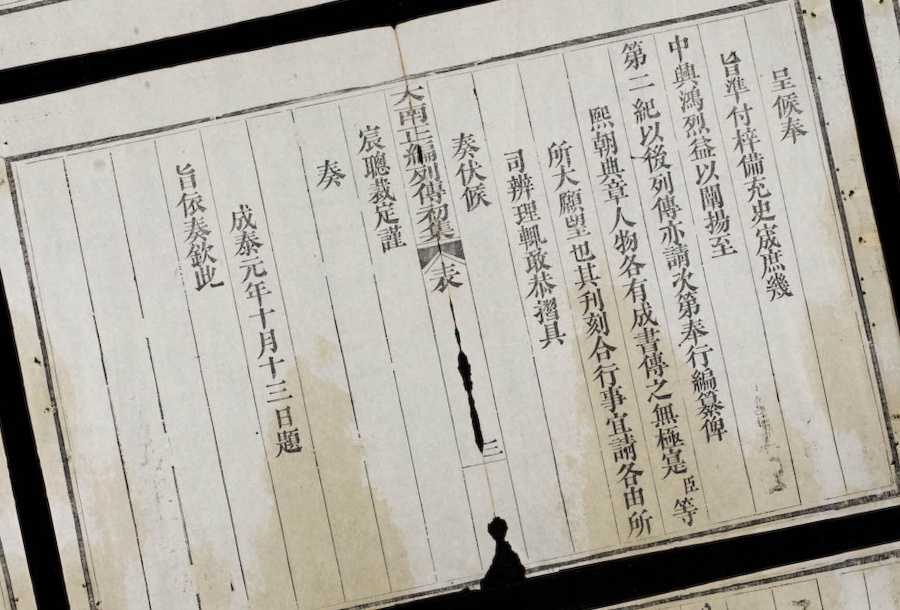 呈候奉
旨準付梓備充史宬庶幾
中興鴻烈益以闡揚至
第二紀以後列傳亦請次第奉行編纂俾
熙朝典章人物各有成書傳之無極寔臣等
所大願望也其刊刻合行事宜請各由所
司辨理輒敢恭摺具
奏伏候
大南正編列傳初集 表 三
宸聰裁定謹
奏
成泰元年十月十三日題
旨依奏欽此